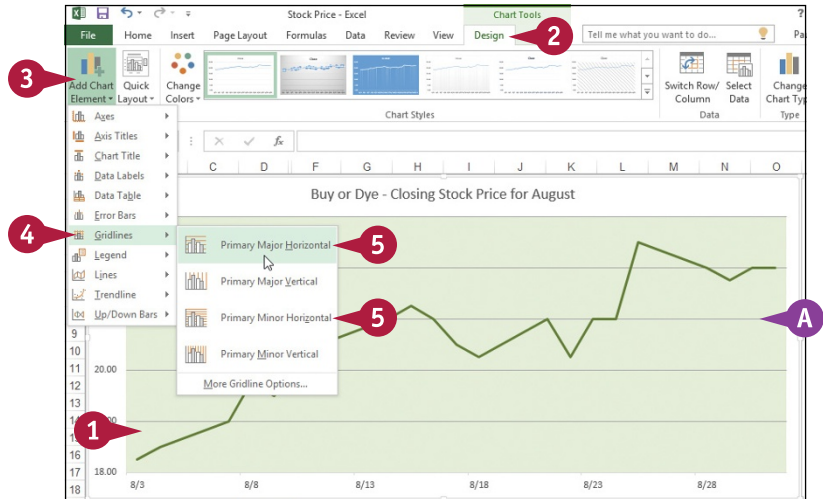 Stock Price - Excel
Chart Tools
?
File Home Insert Page Layout Formulas Data Review View Design 2 Tell me what you want to do...
3
Add Chart Element
Quick Layout
Change Colors
Switch Row/ Column
Select Data
Change
Chart Styles
Data
Type
Axes
fx
Axis Titles
Chart Title
C D E F G H I J K L M N O
Data Labels
Buy or Dye - Closing Stock Price for August
Data Table
Error Bars
4
Gridlines
Primary Major Horizontal 5
Legend
Lines
Primary Major Vertical
Trendline
Up/Down Bars
Primary Minor Horizontal 5
A
9
10
Primary Minor Vertical
11 20.00
12
More Gridline Options...
13
1
16
17 18.00
18
8/3 8/8 8/13 8/18 8/23 8/28